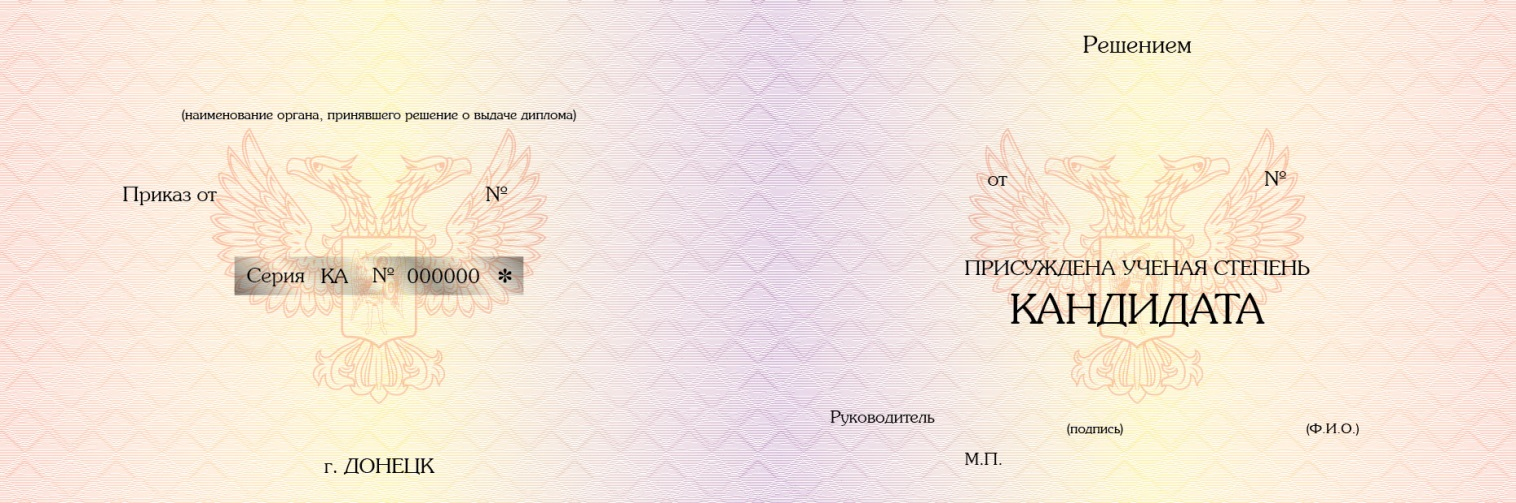 (наименование органа, принявшего решение о выдаче диплома)
Приказ от №
Серия КА № 000000 *
г. ДОНЕЦК
Решением
от №
ПРИСУЖДЕНА УЧЕНАЯ СТЕПЕНЬ
КАНДИДАТА
Руководитель
(подпись) (Ф.И.О.)
М.П.